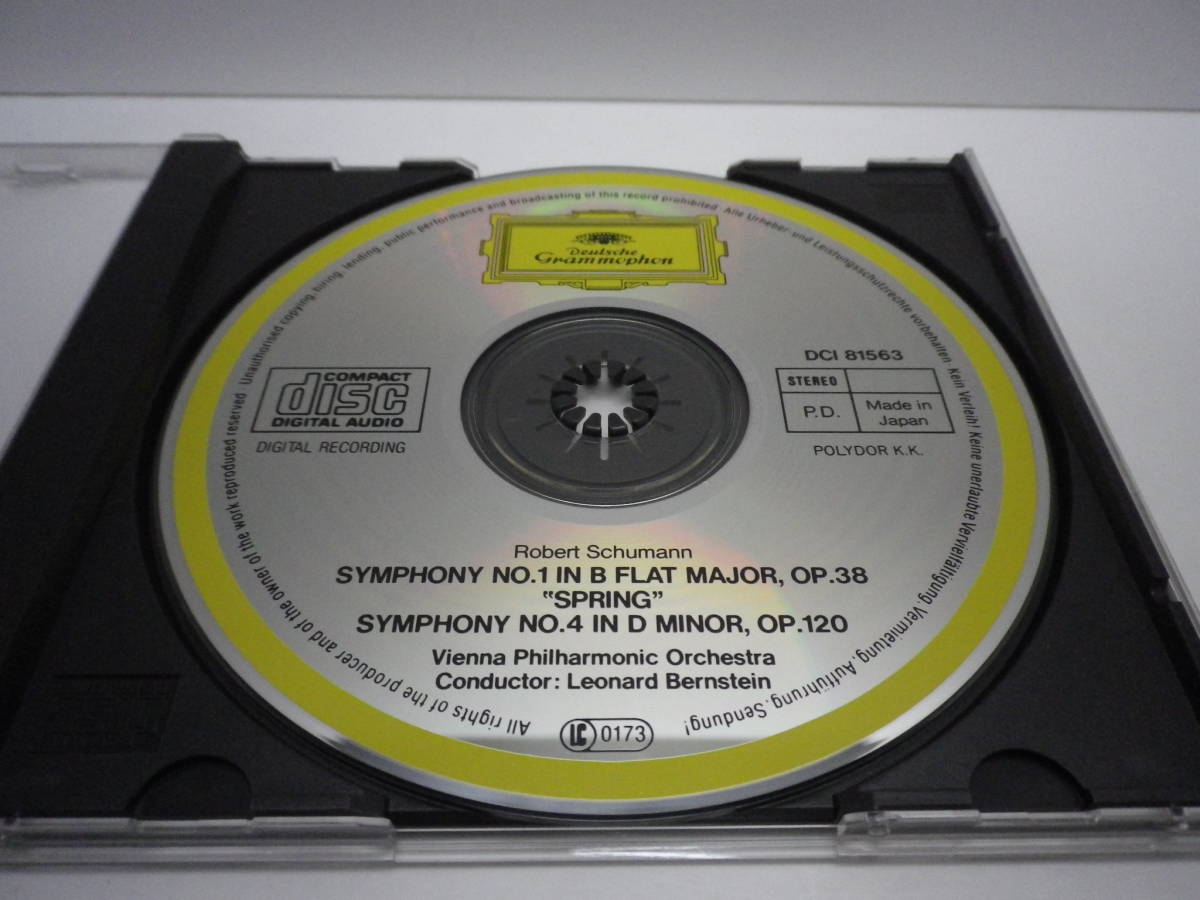 Deutsche
Grammophon
COMPACT
disc
DIGITAL AUDIO
DIGITAL RECORDING
DCI 81563
STEREO
P.D.
Made in
Japan
POLYDOR K.K.
Robert Schumann
SYMPHONY NO.1 IN B FLAT MAJOR, OP.38
"SPRING"
SYMPHONY NO.4 IN D MINOR, OP.120
Vienna Philharmonic Orchestra
Conductor: Leonard Bernstein
LC 0173
All rights of the producer and of the owner of the work reproduced reserved. Unauthorised copying, hiring, lending, public performance and broadcasting of this record prohibited. Alle Urheber- und Leistungsschutzrechte vorbehalten. Kein Verleih! Keine unerlaubte Vervielfältigung, Vermietung, Aufführung, Sendung!